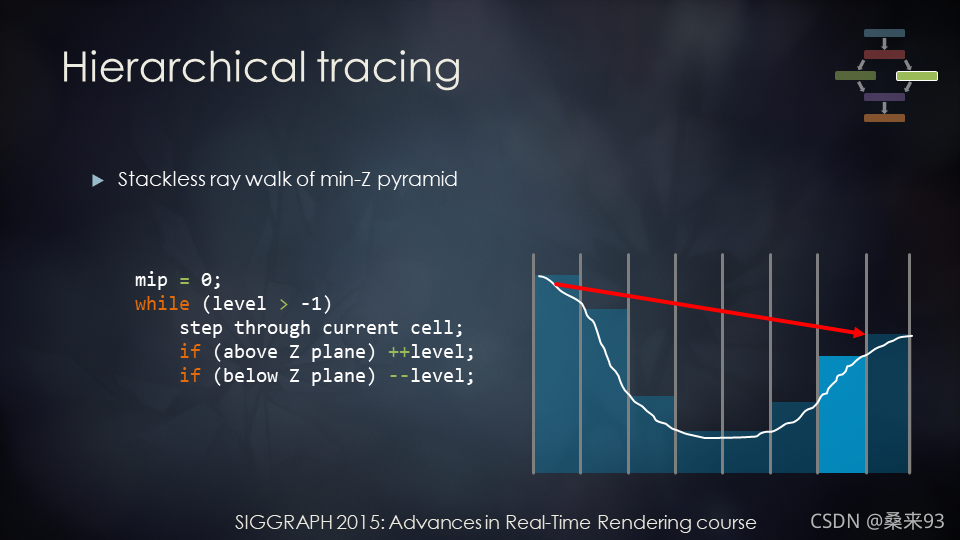 Hierarchical tracing
Stackless ray walk of min-Z pyramid
mip = 0;
while (level > -1)
step through current cell;
if (above Z plane) ++level;
if (below Z plane) --level;
SIGGRAPH 2015: Advances in Real-Time Rendering course
CSDN @桑来93